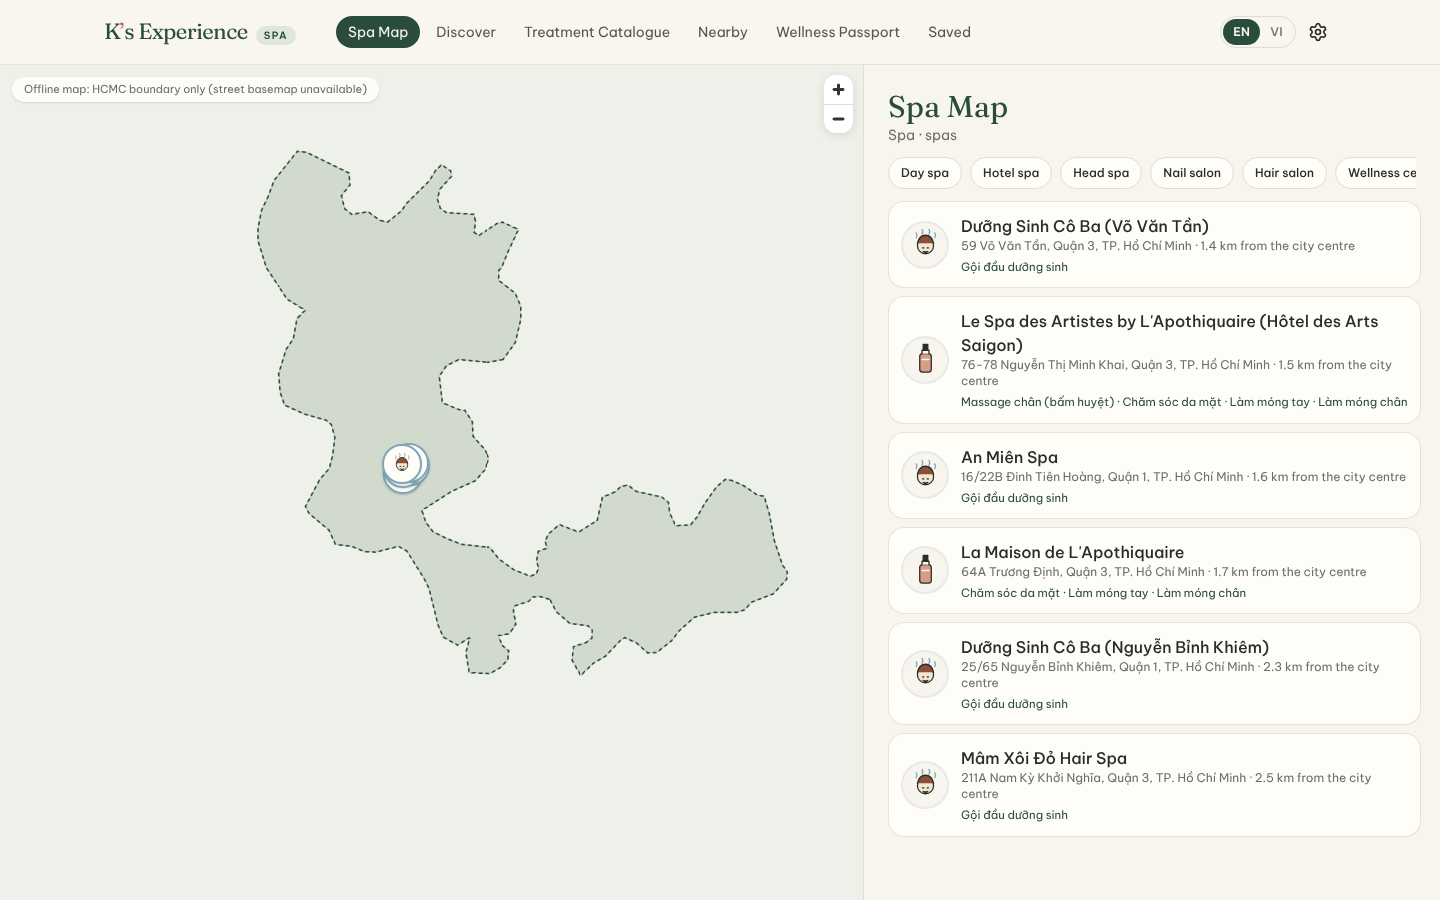 K's Experience SPA
Spa Map
Discover
Treatment Catalogue
Nearby
Wellness Passport
Saved
EN
VI
Offline map: HCMC boundary only (street basemap unavailable)
Spa Map
Spa · spas
Day spa
Hotel spa
Head spa
Nail salon
Hair salon
Wellness ce
Dưỡng Sinh Cô Ba (Võ Văn Tần)
59 Võ Văn Tần, Quận 3, TP. Hồ Chí Minh · 1.4 km from the city centre
Gội đầu dưỡng sinh
Le Spa des Artistes by L'Apothiquaire (Hôtel des Arts
Saigon)
76-78 Nguyễn Thị Minh Khai, Quận 3, TP. Hồ Chí Minh · 1.5 km from the city
centre
Massage chân (bấm huyệt) · Chăm sóc da mặt · Làm móng tay · Làm móng chân
An Miên Spa
16/22B Đinh Tiên Hoàng, Quận 1, TP. Hồ Chí Minh · 1.6 km from the city centre
Gội đầu dưỡng sinh
La Maison de L'Apothiquaire
64A Trương Định, Quận 3, TP. Hồ Chí Minh · 1.7 km from the city centre
Chăm sóc da mặt · Làm móng tay · Làm móng chân
Dưỡng Sinh Cô Ba (Nguyễn Bỉnh Khiêm)
25/65 Nguyễn Bỉnh Khiêm, Quận 1, TP. Hồ Chí Minh · 2.3 km from the city
centre
Gội đầu dưỡng sinh
Mâm Xôi Đỏ Hair Spa
211A Nam Kỳ Khởi Nghĩa, Quận 3, TP. Hồ Chí Minh · 2.5 km from the city
centre
Gội đầu dưỡng sinh